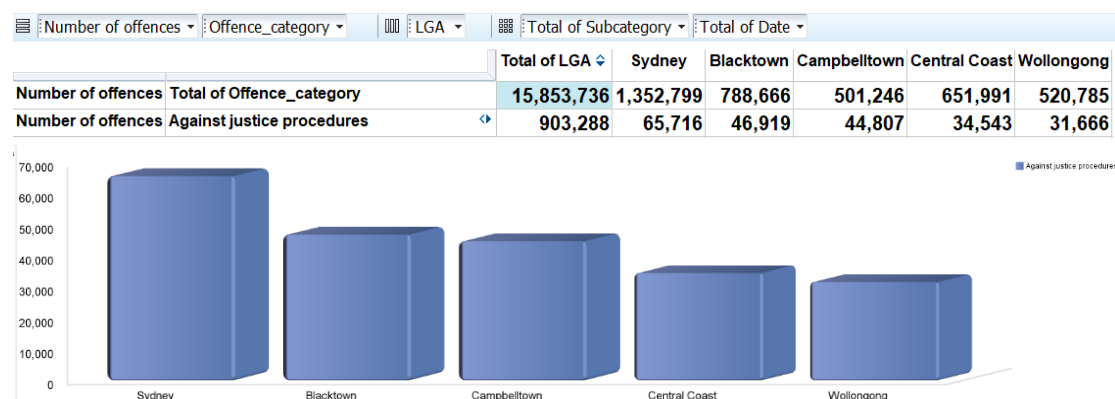 Number of offences Offence_category LGA Total of Subcategory Total of Date
Total of LGA Sydney Blacktown Campbelltown Central Coast Wollongong
Number of offences Total of Offence_category 15,853,736 1,352,799 788,666 501,246 651,991 520,785
Number of offences Against justice procedures 903,288 65,716 46,919 44,807 34,543 31,666
70,000
Against justice procedures
60,000
50,000
40,000
30,000
20,000
10,000
0
Sydney Blacktown Campbelltown Central Coast Wollongong